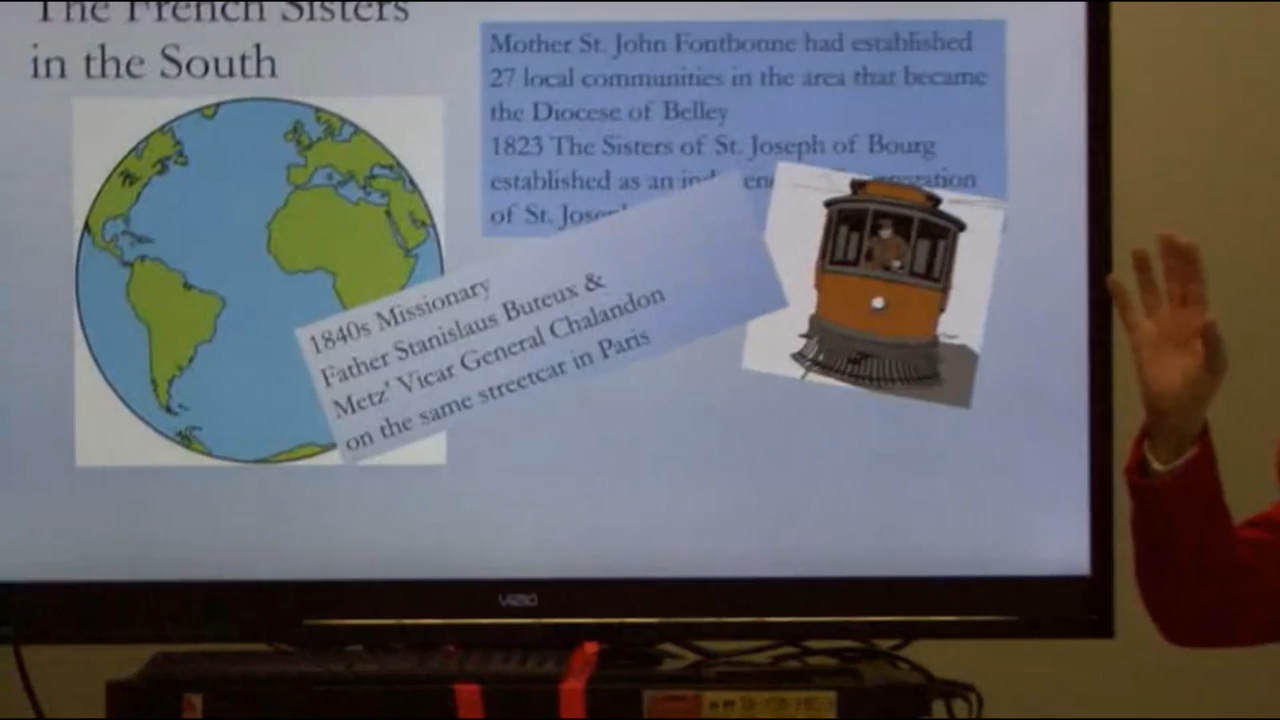 The French Sisters
in the South
Mother St. John Fontbonne had established
27 local communities in the area that became
the Diocese of Belley
1823 The Sisters of St. Joseph of Bourg
established as an
of St.
1840s Missionary
Father Stanislaus Buteux &
Metz' Vicar General Chalandon
on the same streetcar in Paris
VIZIO